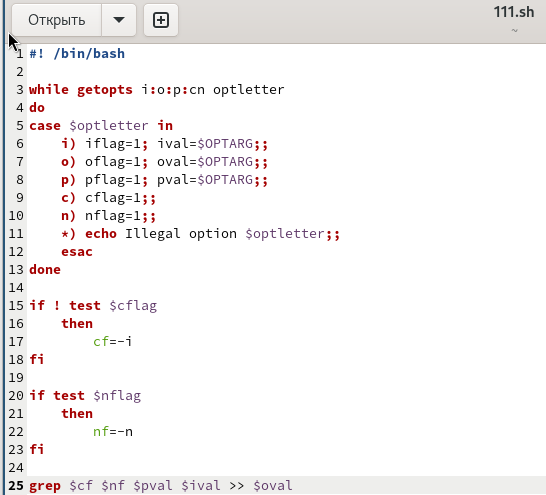 Открыть
111.sh
~
1 #! /bin/bash
2
3 while getopts i:o:p:cn optletter
4 do
5 case $optletter in
6     i) iflag=1; ival=$OPTARG;;
7     o) oflag=1; oval=$OPTARG;;
8     p) pflag=1; pval=$OPTARG;;
9     c) cflag=1;;
10     n) nflag=1;;
11     *) echo Illegal option $optletter;;
12     esac
13 done
14
15 if ! test $cflag
16     then
17         cf=-i
18 fi
19
20 if test $nflag
21     then
22         nf=-n
23 fi
24
25 grep $cf $nf $pval $ival >> $oval